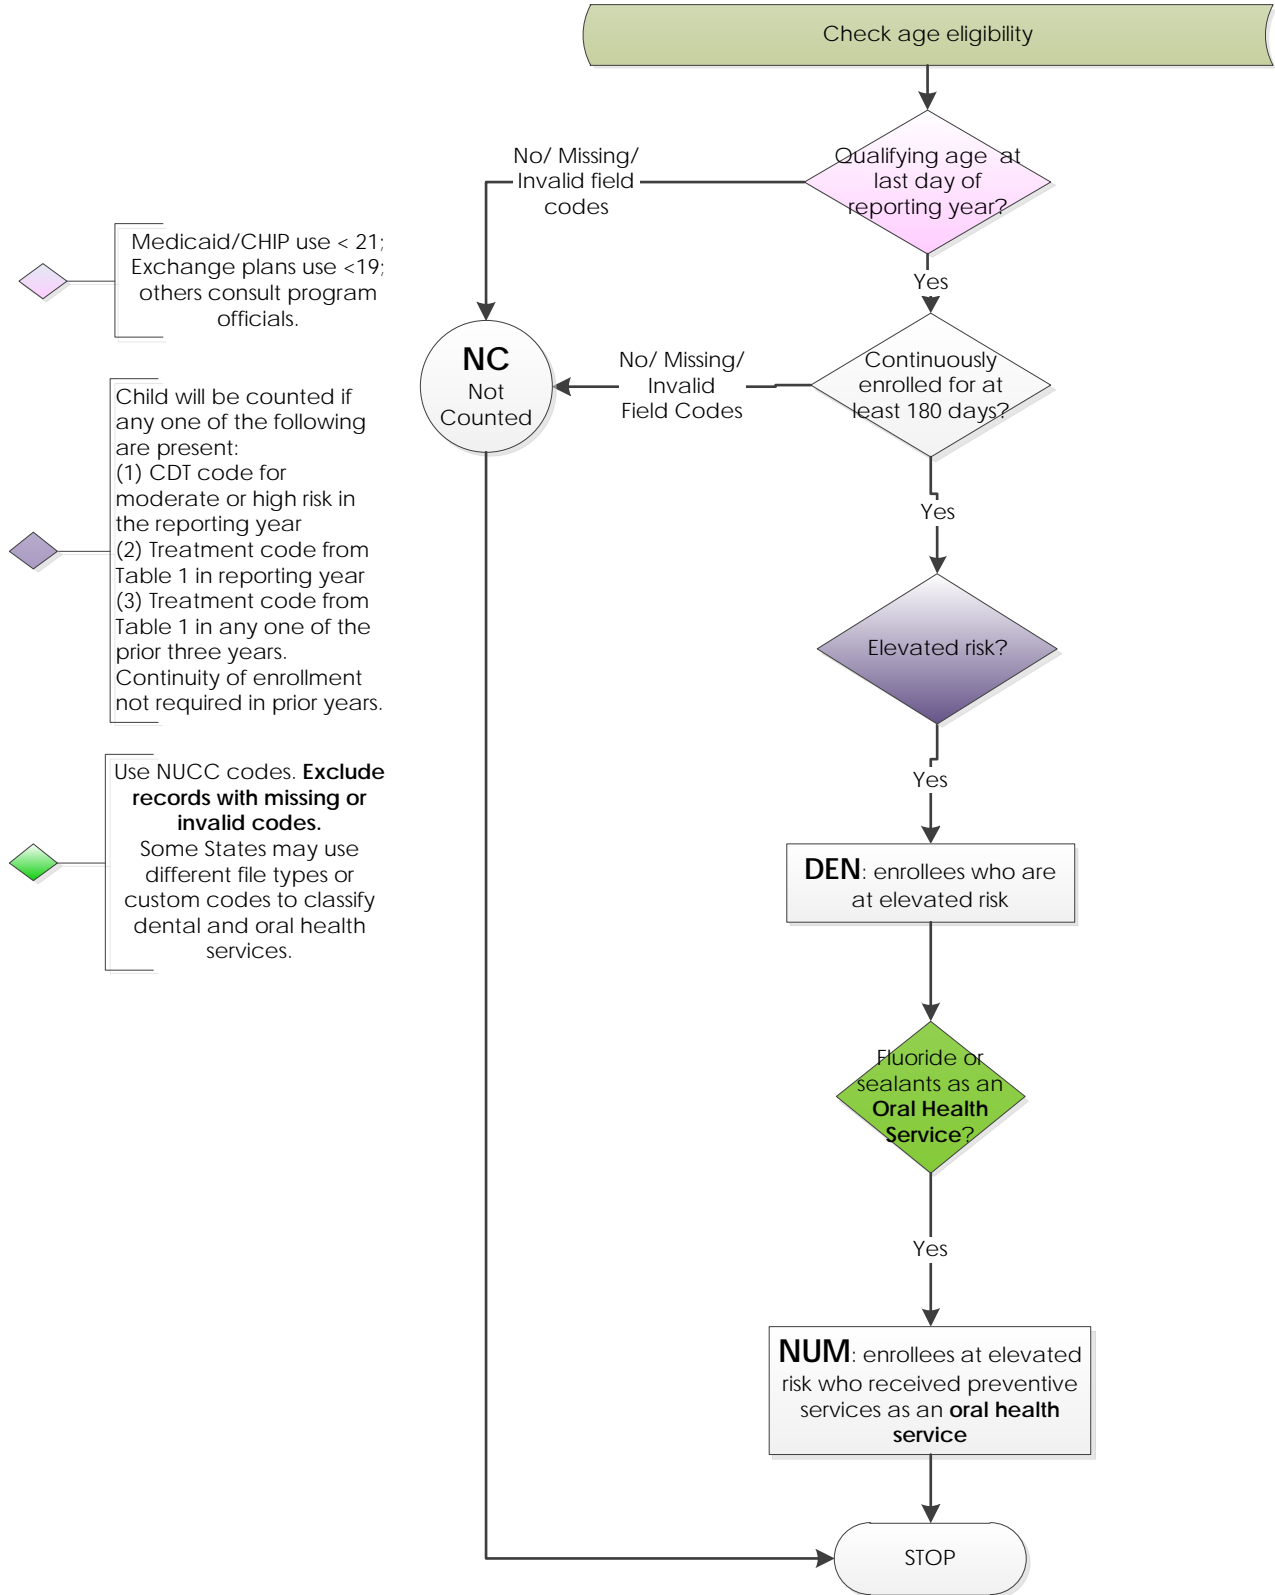 Check age eligibility
Qualifying age at
last day of
reporting year?
No/ Missing/
Invalid field
codes
Yes
Medicaid/CHIP use < 21;
Exchange plans use <19;
others consult program
officials.
NC
Not
Counted
No/ Missing/
Invalid
Field Codes
Continuously
enrolled for at
least 180 days?
Yes
Child will be counted if
any one of the following
are present:
(1) CDT code for
moderate or high risk in
the reporting year
(2) Treatment code from
Table 1 in reporting year
(3) Treatment code from
Table 1 in any one of the
prior three years.
Continuity of enrollment
not required in prior years.
Elevated risk?
Yes
Use NUCC codes. Exclude
records with missing or
invalid codes.
Some States may use
different file types or
custom codes to classify
dental and oral health
services.
DEN: enrollees who are
at elevated risk
Fluoride or
sealants as an
Oral Health
Service?
Yes
NUM: enrollees at elevated
risk who received preventive
services as an oral health
service
STOP